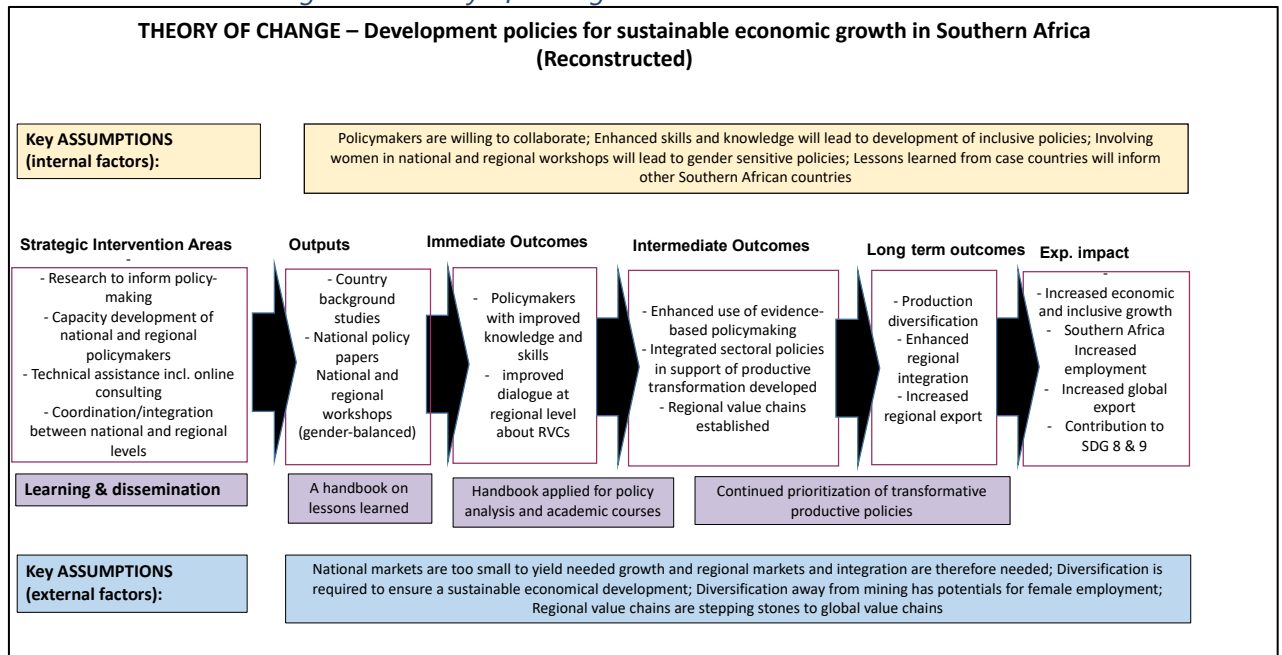 THEORY OF CHANGE – Development policies for sustainable economic growth in Southern Africa
(Reconstructed)
Key ASSUMPTIONS
(internal factors):
Policymakers are willing to collaborate; Enhanced skills and knowledge will lead to development of inclusive policies; Involving
women in national and regional workshops will lead to gender sensitive policies; Lessons learned from case countries will inform
other Southern African countries
Strategic Intervention Areas
-
- Research to inform policy-
making
- Capacity development of
national and regional
policymakers
- Technical assistance incl. online
consulting
- Coordination/integration
between national and regional
levels
Outputs
- Country
background
studies
- National policy
papers
National and
regional
workshops
(gender-balanced)
Immediate Outcomes
- Policymakers
with improved
knowledge and
skills
- improved
dialogue at
regional level
about RVCs
Intermediate Outcomes
- Enhanced use of evidence-
based policymaking
- Integrated sectoral policies
in support of productive
transformation developed
- Regional value chains
established
Long term outcomes
- Production
diversification
- Enhanced
regional
integration
- Increased
regional export
Exp. impact
-
- Increased economic
and inclusive growth
- Southern Africa
Increased
employment
- Increased global
export
- Contribution to
SDG 8 & 9
Learning & dissemination
A handbook on
lessons learned
Handbook applied for policy
analysis and academic courses
Continued prioritization of transformative
productive policies
Key ASSUMPTIONS
(external factors):
National markets are too small to yield needed growth and regional markets and integration are therefore needed; Diversification is
required to ensure a sustainable economical development; Diversification away from mining has potentials for female employment;
Regional value chains are stepping stones to global value chains